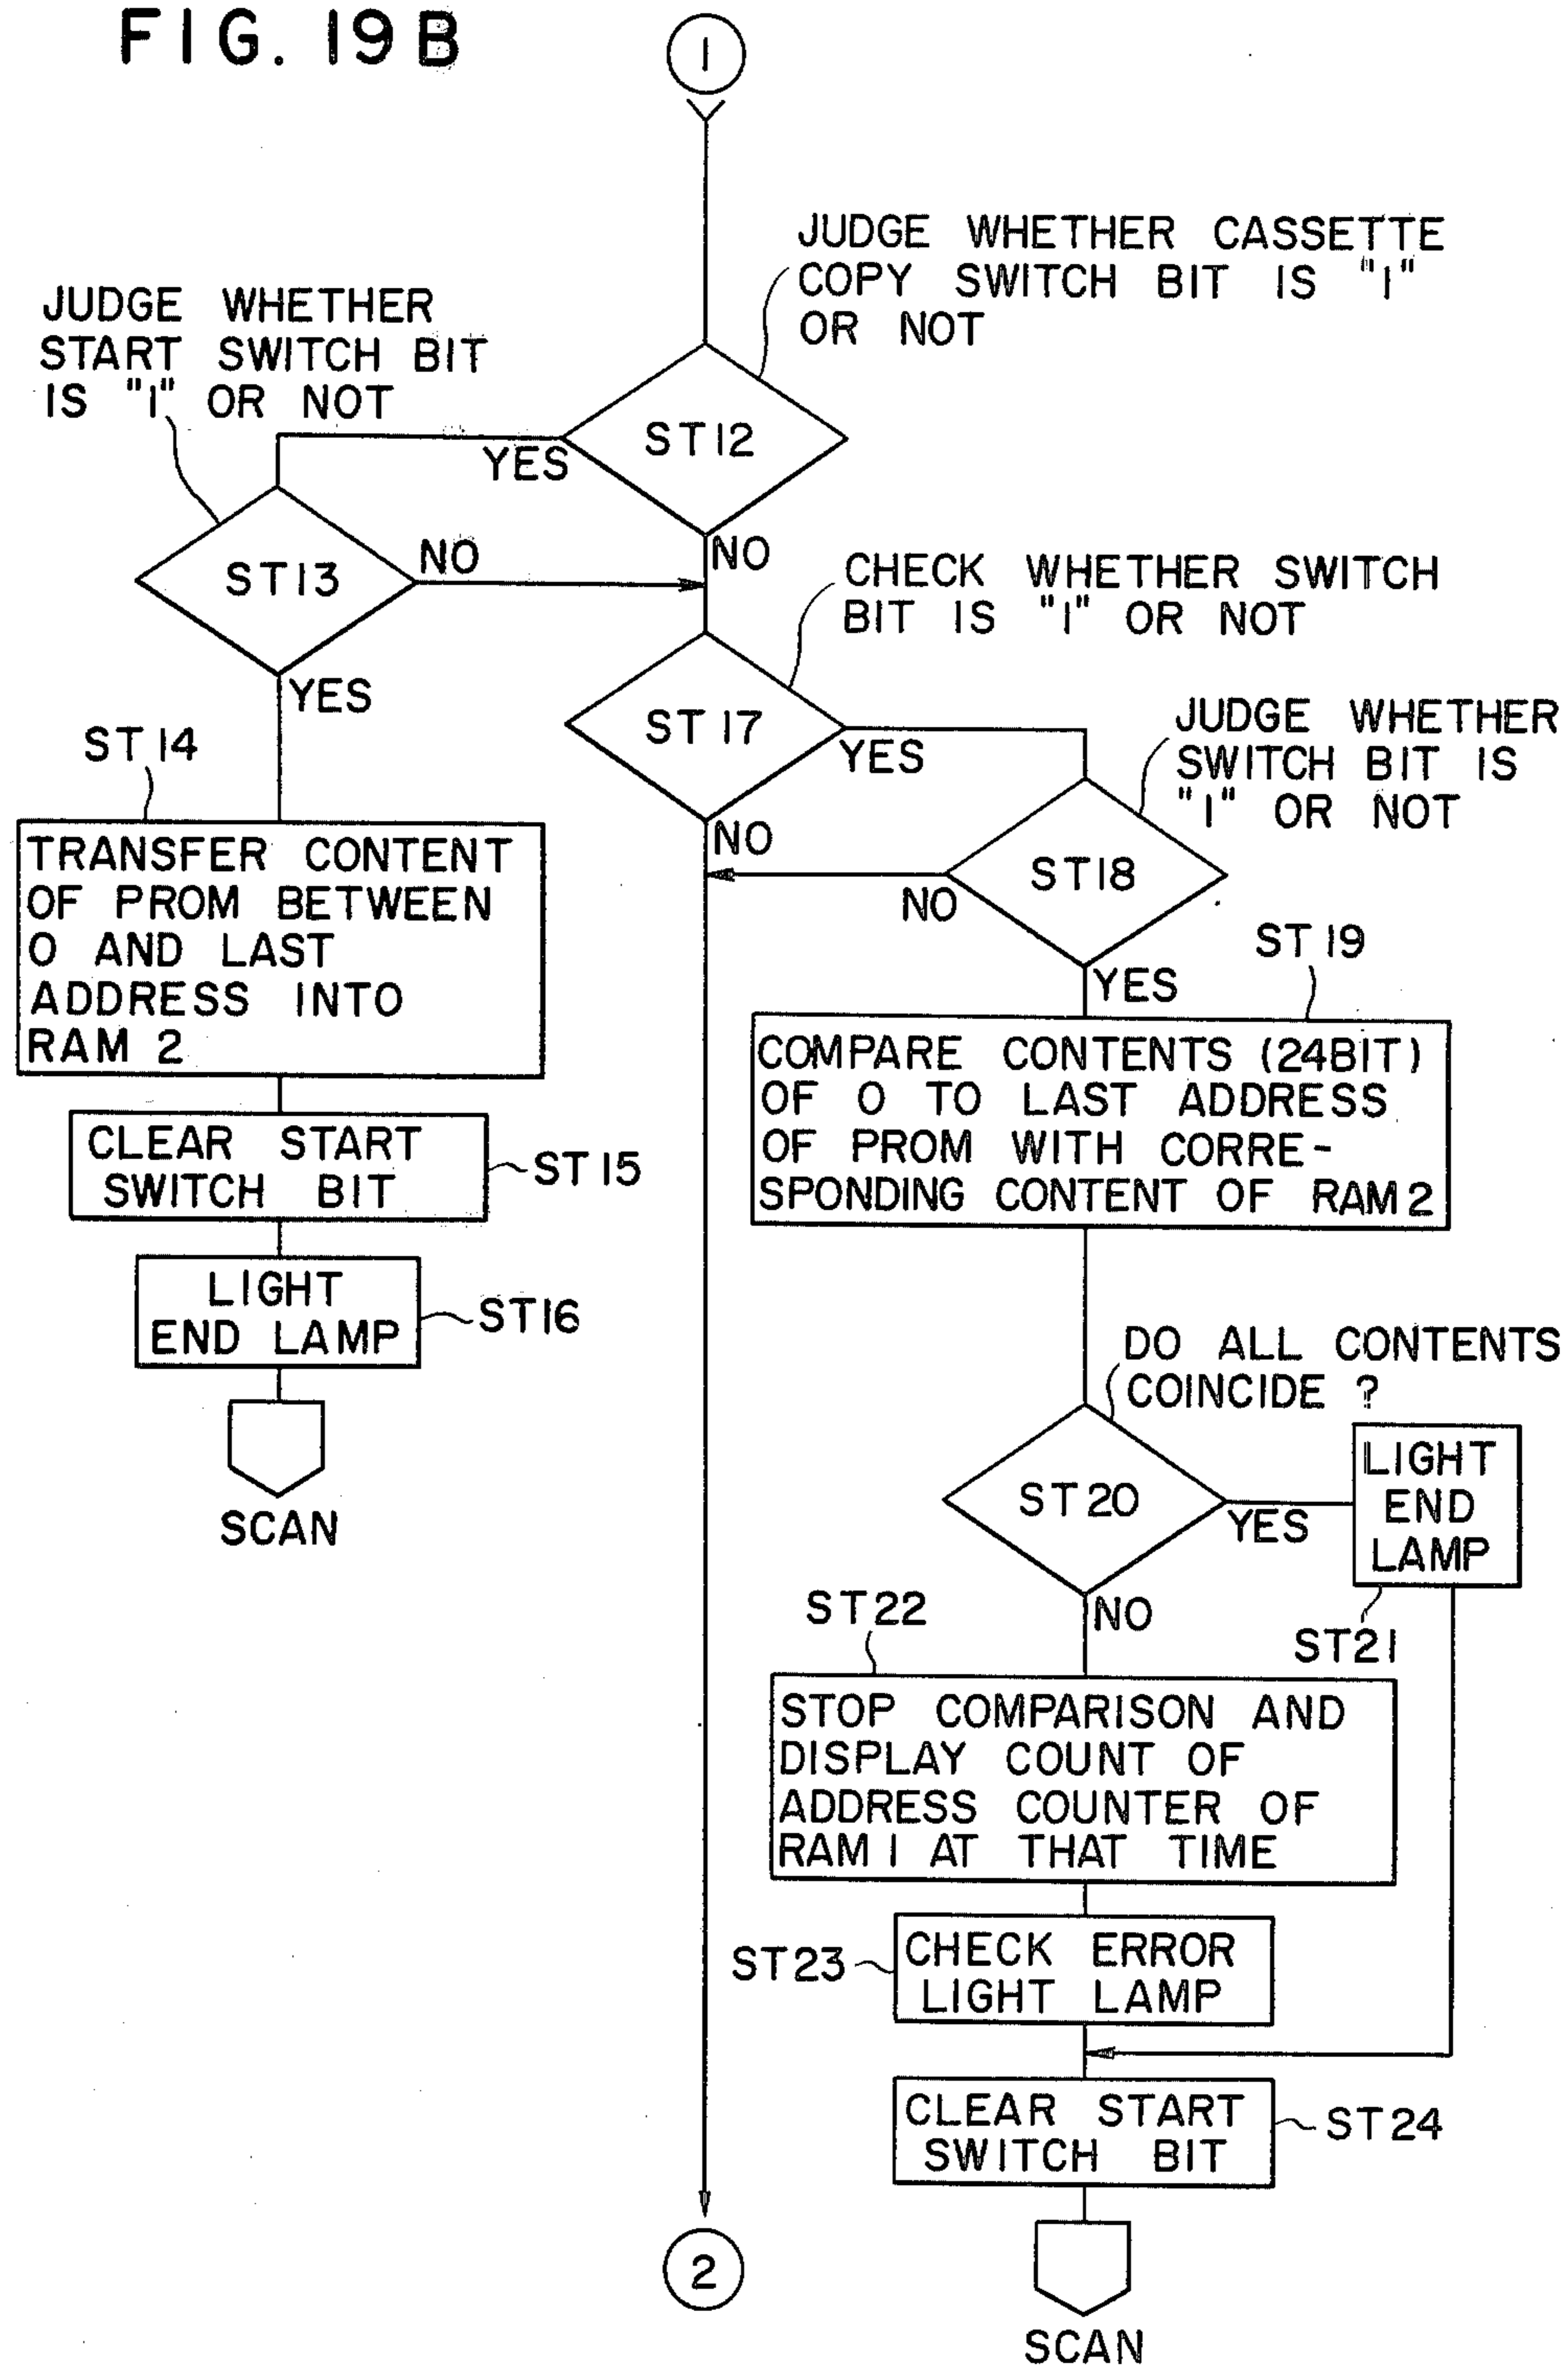 FIG. 19B
1
JUDGE WHETHER CASSETTE
COPY SWITCH BIT IS "1"
OR NOT
JUDGE WHETHER
START SWITCH BIT
IS "1" OR NOT
ST12
YES
NO
ST13
NO
YES
CHECK WHETHER SWITCH
BIT IS "1" OR NOT
ST17
YES
NO
JUDGE WHETHER
SWITCH BIT IS
"1" OR NOT
ST18
NO
YES
ST14
TRANSFER CONTENT
OF PROM BETWEEN
0 AND LAST
ADDRESS INTO
RAM 2
CLEAR START
SWITCH BIT
ST15
LIGHT
END LAMP
ST16
SCAN
ST19
COMPARE CONTENTS (24BIT)
OF 0 TO LAST ADDRESS
OF PROM WITH CORRE-
SPONDING CONTENT OF RAM 2
DO ALL CONTENTS
COINCIDE ?
ST20
YES
NO
LIGHT
END
LAMP
ST21
ST22
STOP COMPARISON AND
DISPLAY COUNT OF
ADDRESS COUNTER OF
RAM 1 AT THAT TIME
ST23
CHECK ERROR
LIGHT LAMP
CLEAR START
SWITCH BIT
ST24
2
SCAN